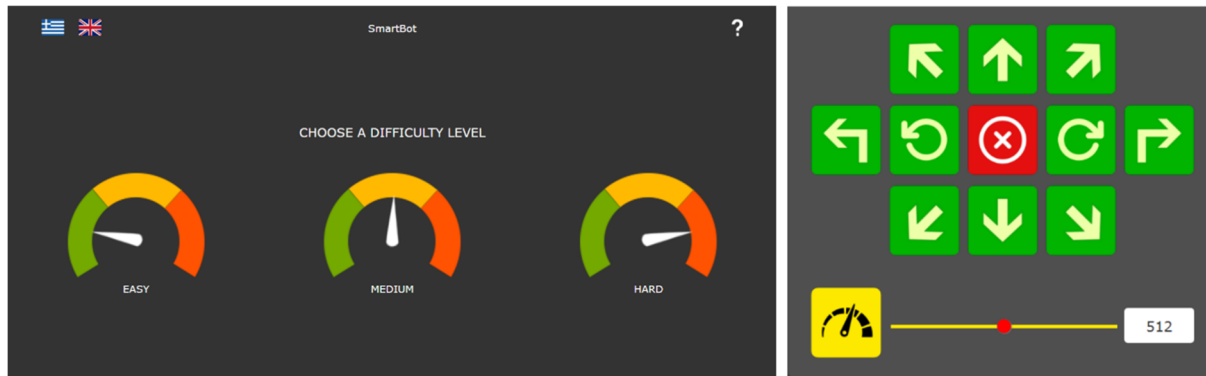 SmartBot
?
CHOOSE A DIFFICULTY LEVEL
EASY
MEDIUM
HARD
512